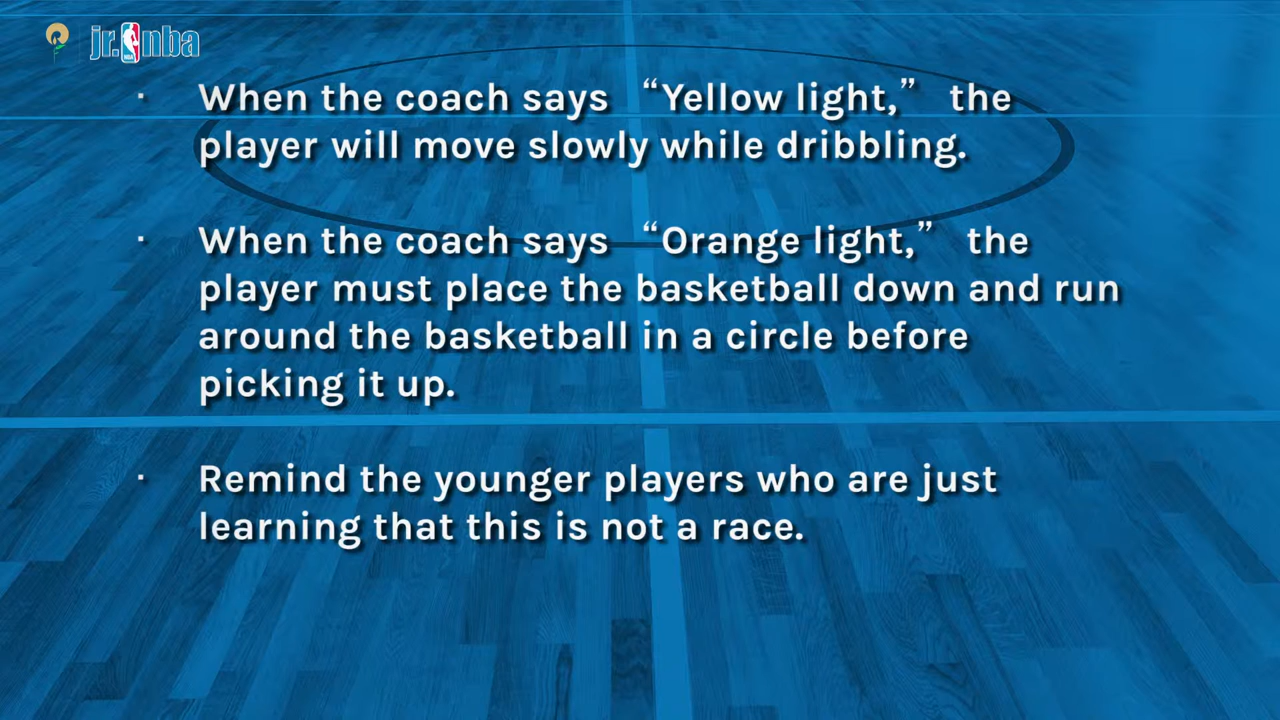 jr. nba
· When the coach says “Yellow light,” the
player will move slowly while dribbling.
· When the coach says “Orange light,” the
player must place the basketball down and run
around the basketball in a circle before
picking it up.
· Remind the younger players who are just
learning that this is not a race.